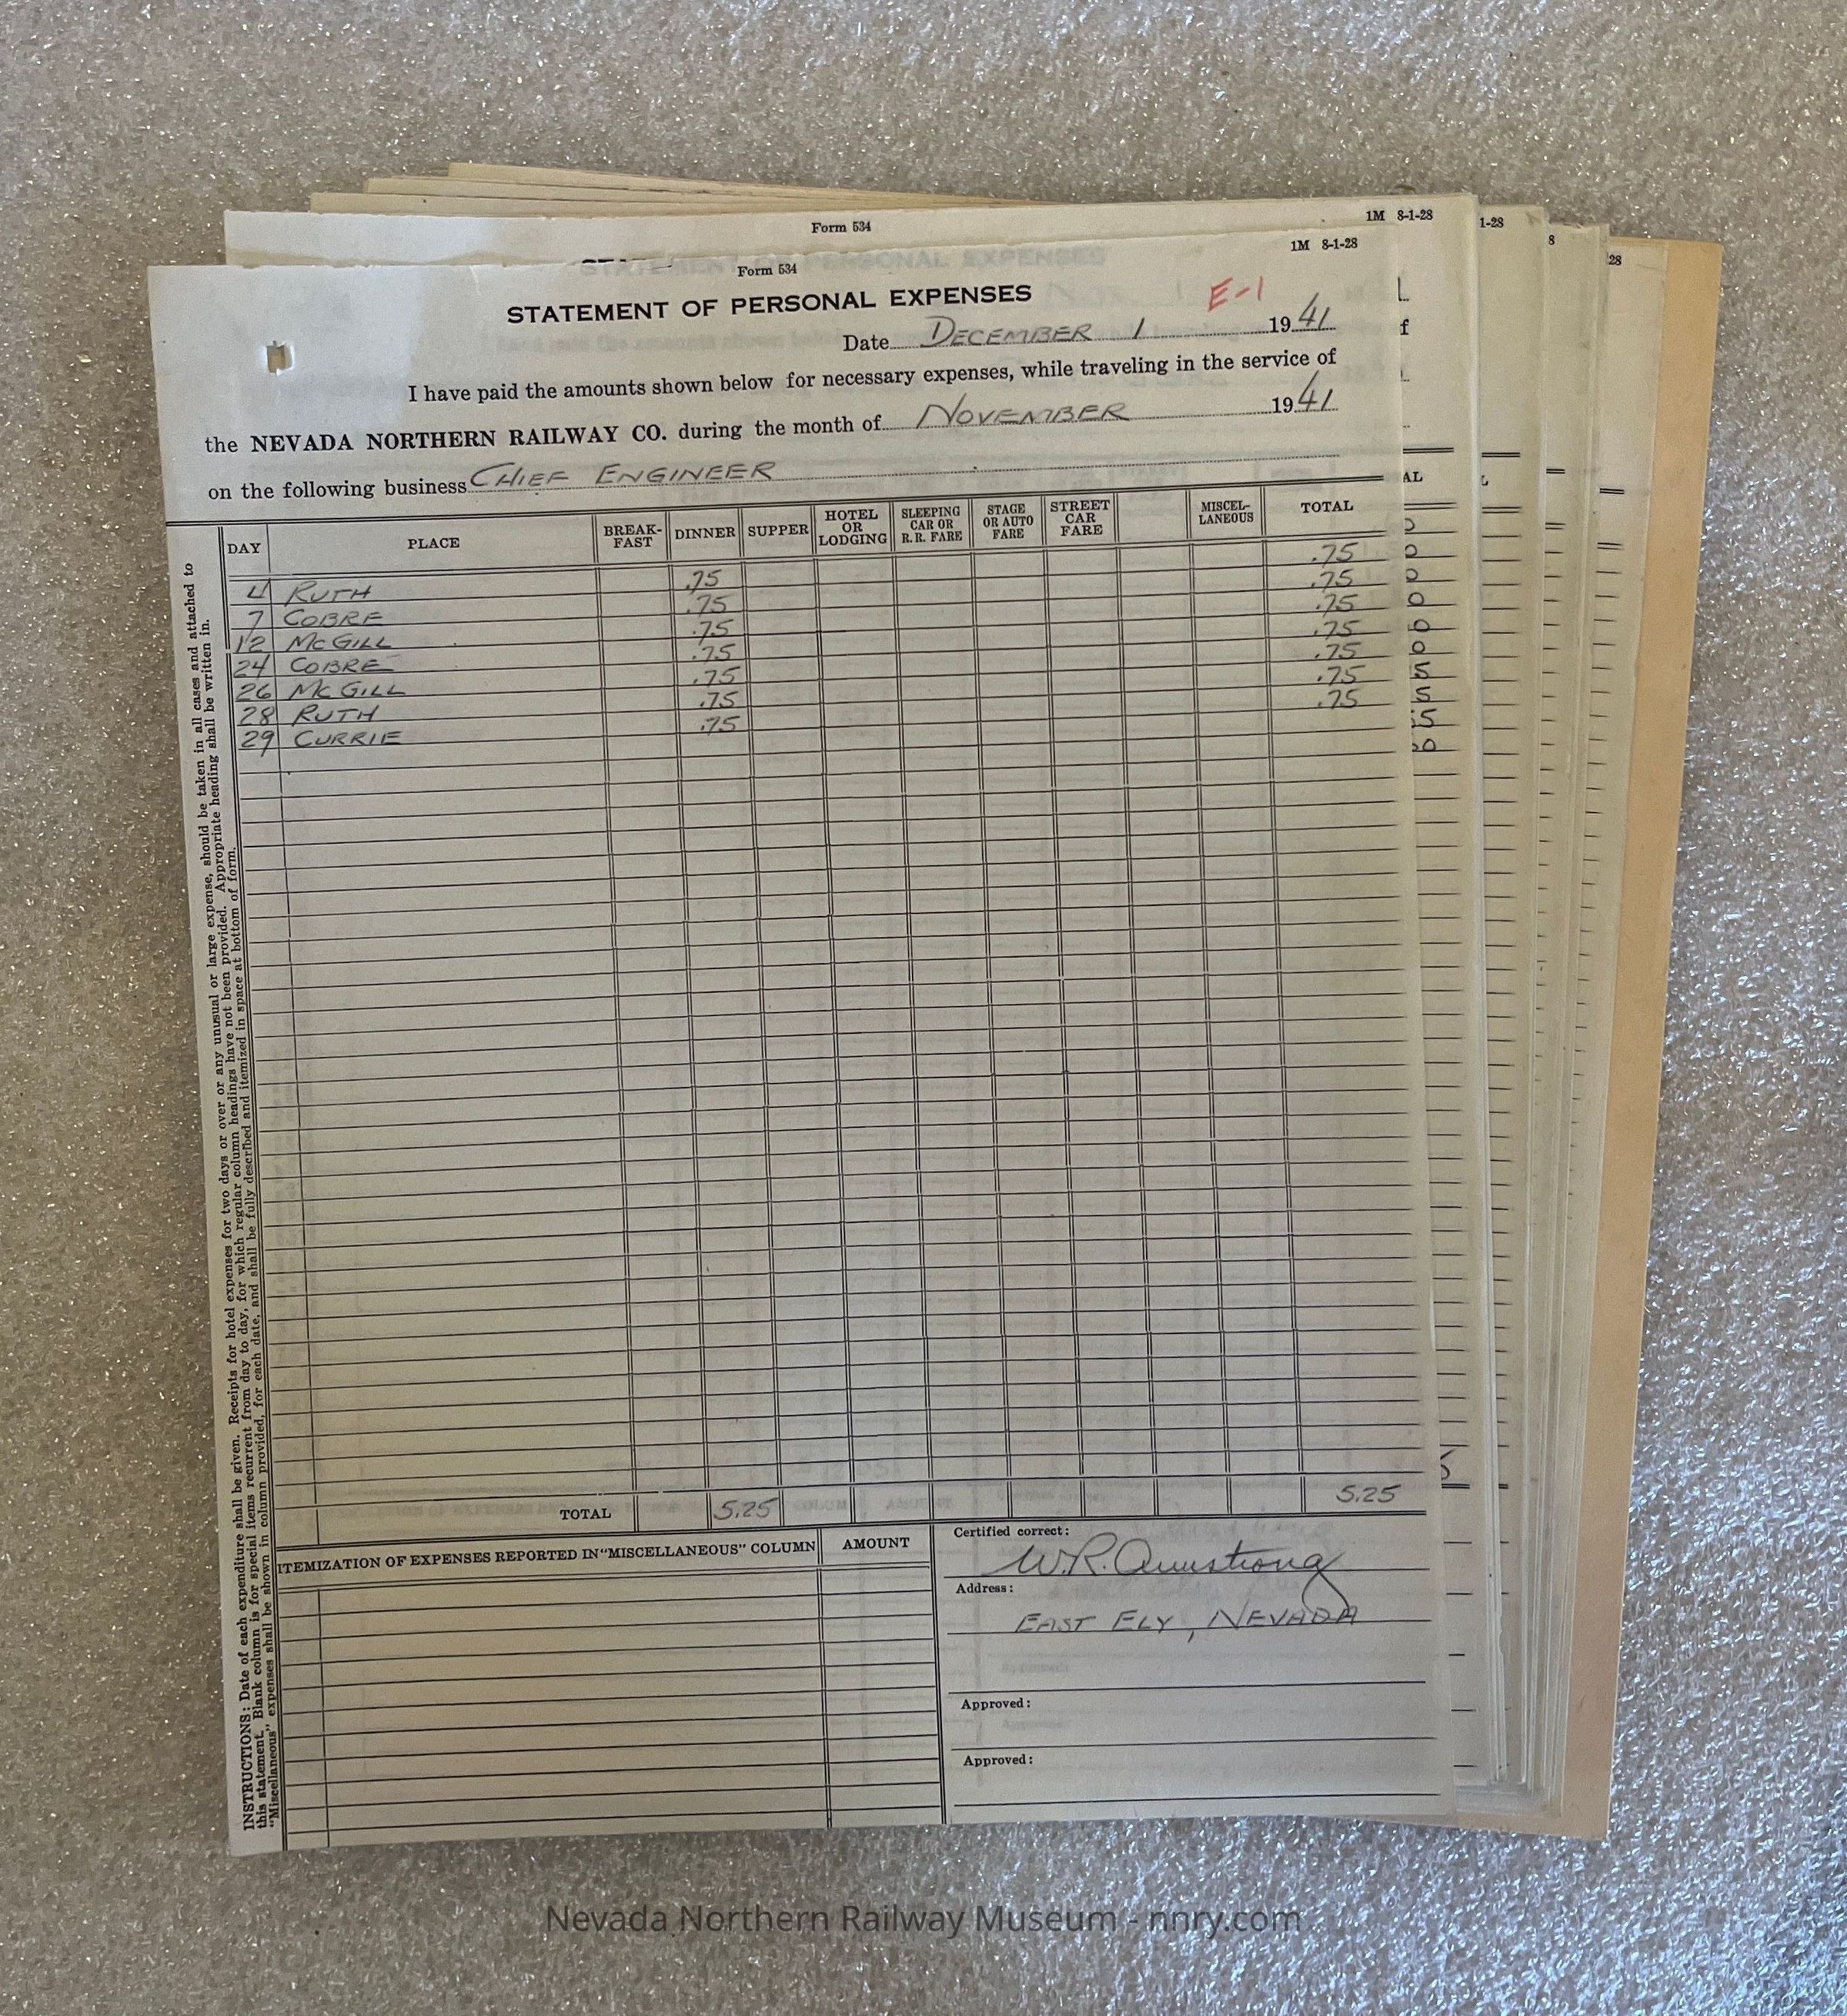 Form 534
1M 8-1-28
1-28
8
28
Form 534
1M 8-1-28
STATEMENT OF PERSONAL EXPENSES
E-1
Date DECEMBER 1 1941
I have paid the amounts shown below for necessary expenses, while traveling in the service of
the NEVADA NORTHERN RAILWAY CO. during the month of NOVEMBER 1941
on the following business CHIEF ENGINEER
DAY PLACE BREAK-FAST DINNER SUPPER HOTEL OR LODGING SLEEPING CAR OR R.R. FARE STAGE OR AUTO FARE STREET CAR FARE MISCEL-LANEOUS TOTAL
4 RUTH .75 .75
7 COBRE .75 .75
12 MCGILL .75 .75
24 COBRE .75 .75
26 MCGILL .75 .75
28 RUTH .75 .75
29 CURRIE .75 .75
TOTAL 5.25 5.25
ITEMIZATION OF EXPENSES REPORTED IN "MISCELLANEOUS" COLUMN AMOUNT
Certified correct:
W.R. Armstrong
Address:
EAST ELY, NEVADA
Approved:
Approved:
INSTRUCTIONS: Date of each expenditure shall be given. Receipts for hotel expenses for two days or over or any unusual or large expense, should be taken in all cases and attached to
this statement. Blank column is for special items recurrent from day to day, for which regular column headings have not been provided. Appropriate heading shall be written in.
"Miscellaneous" expenses shall be shown in column provided, for each date, and shall be fully described and itemized in space at bottom of form.
Nevada Northern Railway Museum - nnry.com